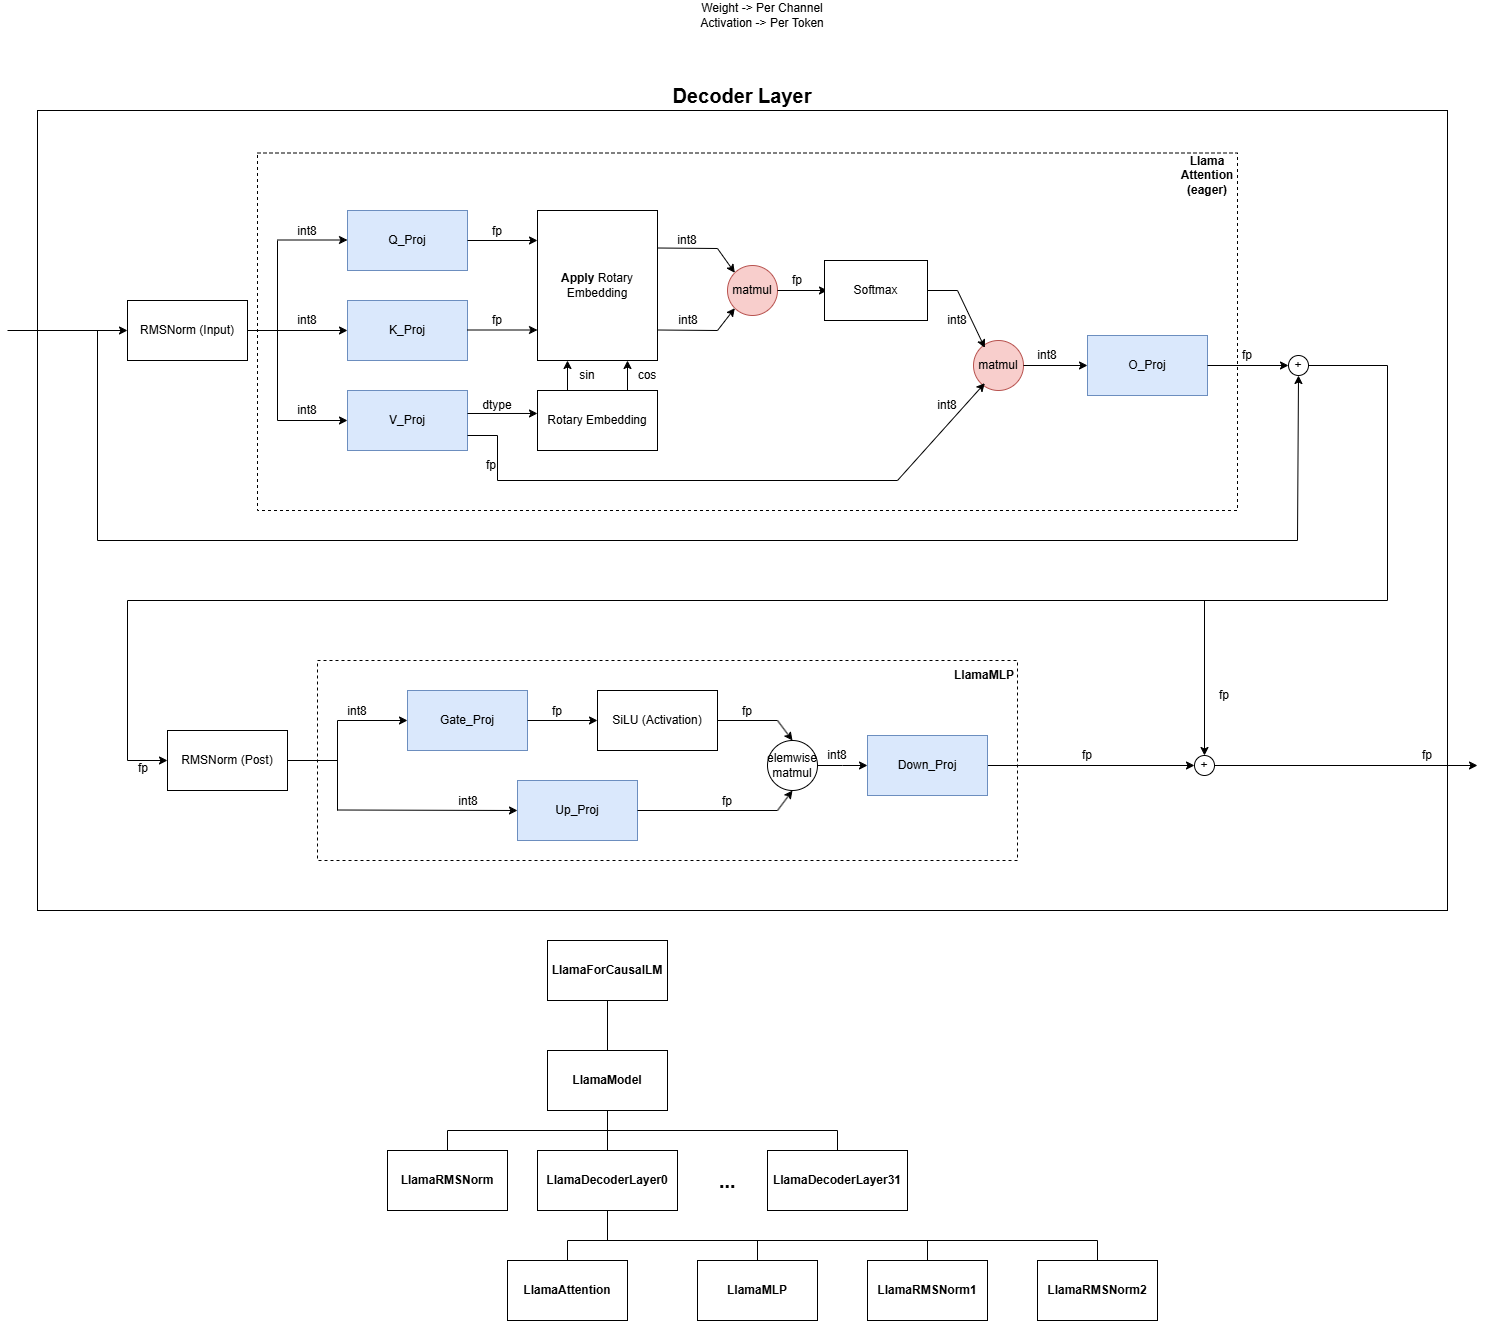 Weight -> Per Channel
Activation -> Per Token
Decoder Layer
Llama
Attention
(eager)
int8
Q_Proj
fp
Apply Rotary
Embedding
int8
matmul
fp
Softmax
int8
RMSNorm (Input)
int8
K_Proj
fp
int8
matmul
int8
O_Proj
fp
+
sin
cos
int8
V_Proj
dtype
Rotary Embedding
int8
fp
LlamaMLP
int8
Gate_Proj
fp
SiLU (Activation)
fp
fp
fp
RMSNorm (Post)
elemwise
matmul
int8
Down_Proj
fp
+
fp
int8
Up_Proj
fp
LlamaForCausalLM
LlamaModel
LlamaRMSNorm
LlamaDecoderLayer0
...
LlamaDecoderLayer31
LlamaAttention
LlamaMLP
LlamaRMSNorm1
LlamaRMSNorm2